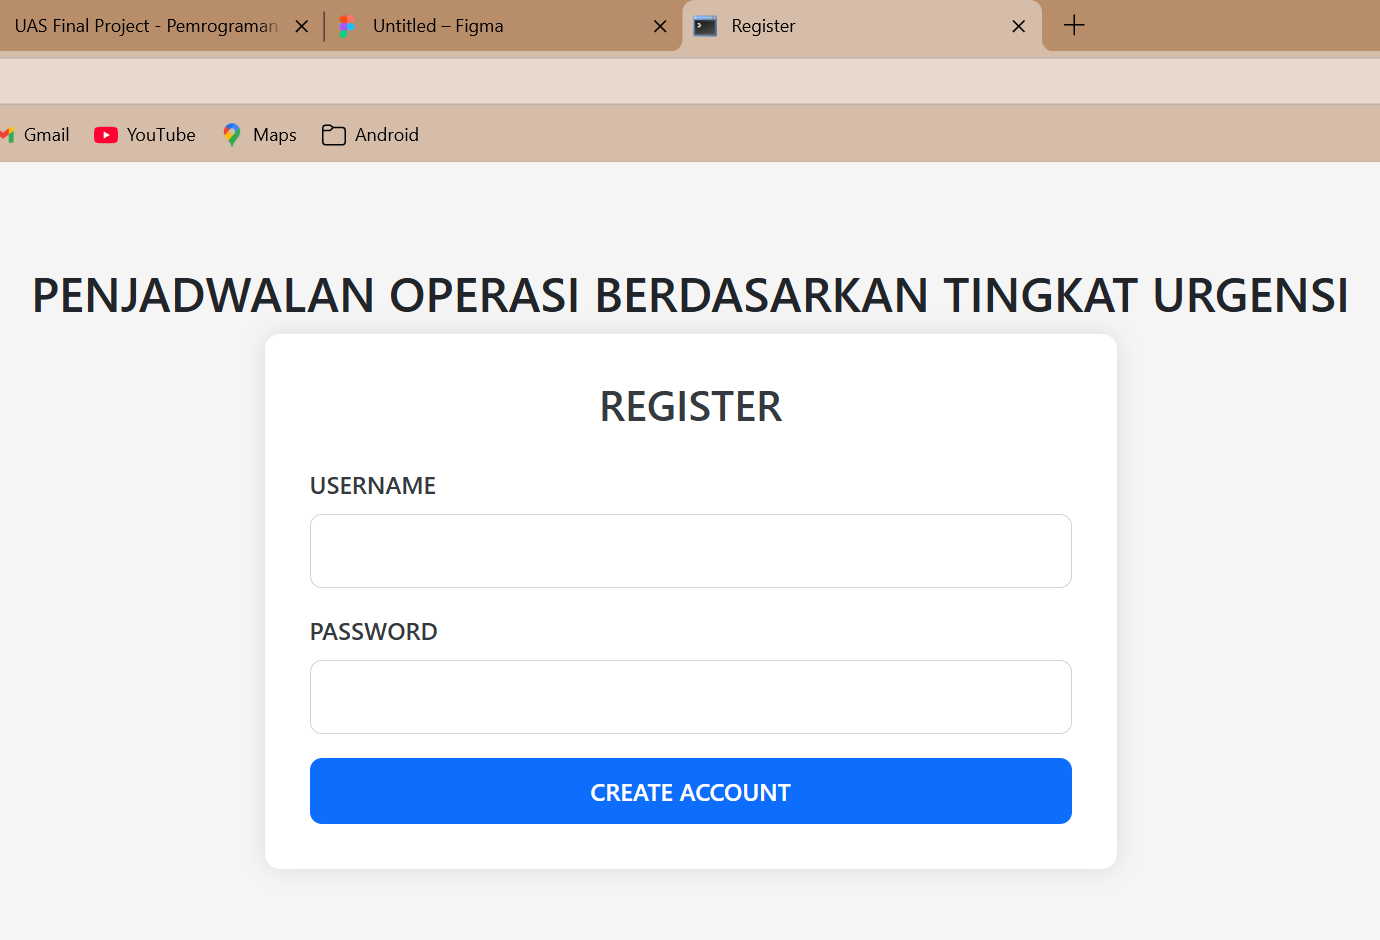 UAS Final Project - Pemrograman
Untitled – Figma
Register
Gmail
YouTube
Maps
Android
PENJADWALAN OPERASI BERDASARKAN TINGKAT URGENSI
REGISTER
USERNAME
PASSWORD
CREATE ACCOUNT